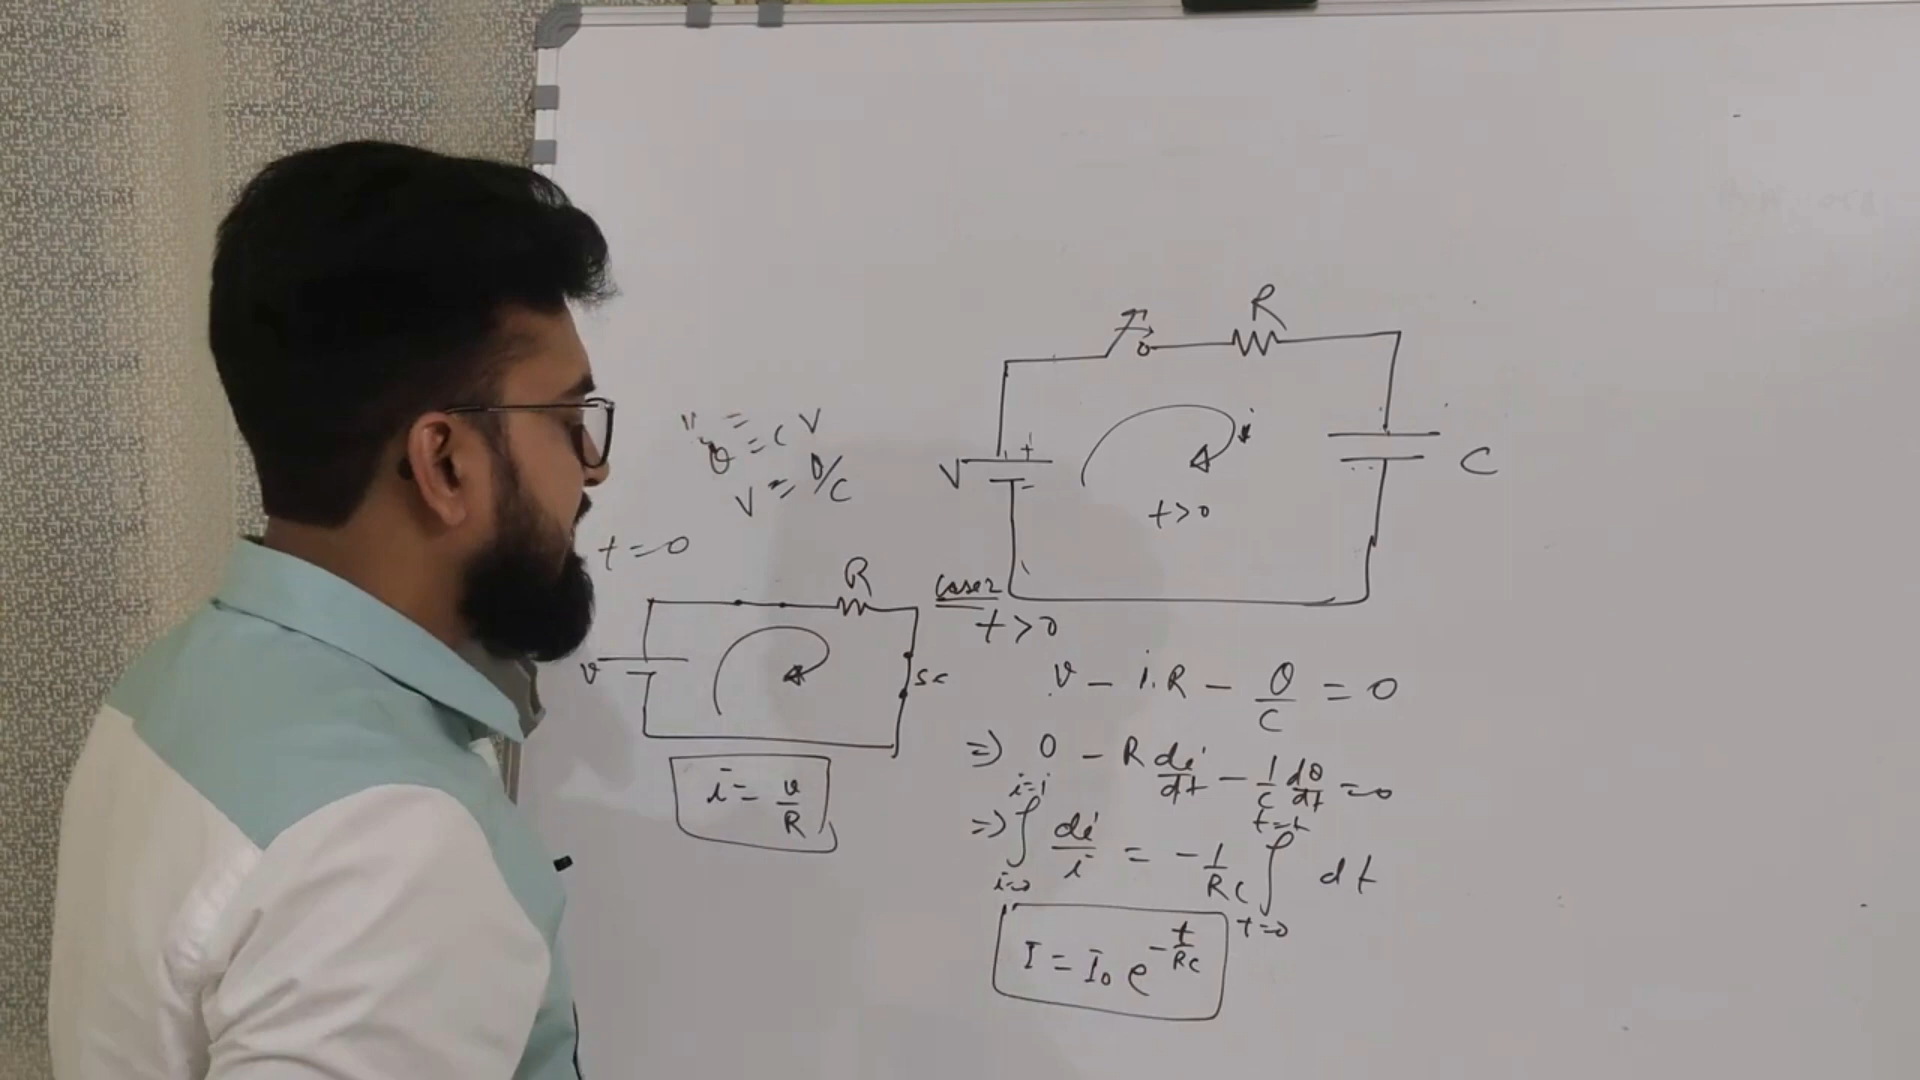 R
V
+
-
i
C
t>0
Q = CV
V = Q/C
t=0
R
v
sc
i = v/R
Case 2
t>0
v - i.R - Q/C = 0
=> 0 - R di/dt - 1/C dQ/dt = 0
=> ∫ di/i = -1/RC ∫ dt
i=i
t=t
t=0
I = I₀ e^(-t/RC)